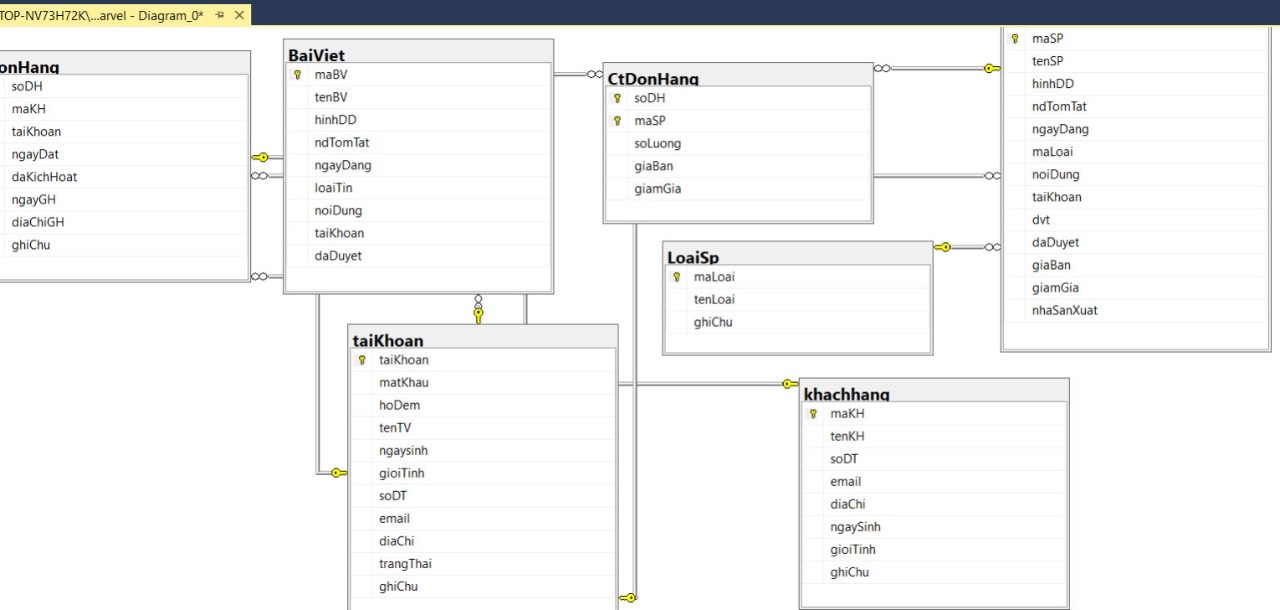 TOP-NV73H72K\...arvel - Diagram_0*
onHang
soDH
maKH
taiKhoan
ngayDat
daKichHoat
ngayGH
diaChiGH
ghiChu
BaiViet
maBV
tenBV
hinhDD
ndTomTat
ngayDang
loaiTin
noiDung
taiKhoan
daDuyet
CtDonHang
soDH
maSP
soLuong
giaBan
giamGia
maSP
tenSP
hinhDD
ndTomTat
ngayDang
maLoai
noiDung
taiKhoan
dvt
daDuyet
giaBan
giamGia
nhaSanXuat
LoaiSp
maLoai
tenLoai
ghiChu
taiKhoan
taiKhoan
matKhau
hoDem
tenTV
ngaysinh
gioiTinh
soDT
email
diaChi
trangThai
ghiChu
khachhang
maKH
tenKH
soDT
email
diaChi
ngaySinh
gioiTinh
ghiChu